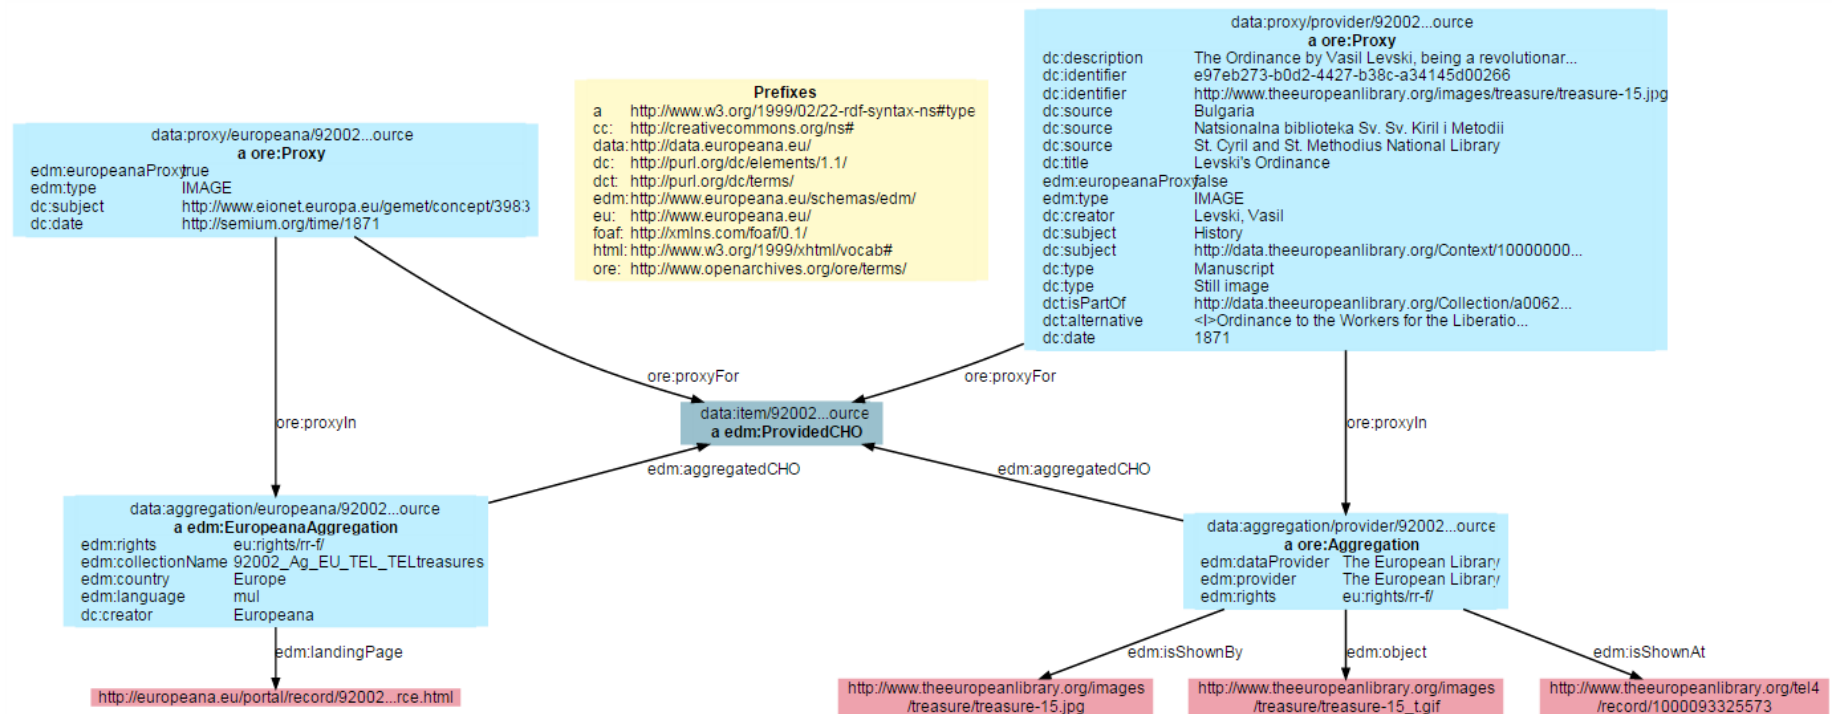 data:proxy/provider/92002...ource
a ore:Proxy
dc:description The Ordinance by Vasil Levski, being a revolutionar...
dc:identifier e97eb273-b0d2-4427-b38c-a34145d00266
dc:identifier http://www.theeuropeanlibrary.org/images/treasure/treasure-15.jpg
dc:source Bulgaria
dc:source Natsionalna biblioteka Sv. Sv. Kiril i Metodii
dc:source St. Cyril and St. Methodius National Library
dc:title Levski's Ordinance
edm:europeanaProxy false
edm:type IMAGE
dc:creator Levski, Vasil
dc:subject History
dc:subject http://data.theeuropeanlibrary.org/Context/10000000...
dc:type Manuscript
dc:type Still image
dct:isPartOf http://data.theeuropeanlibrary.org/Collection/a0062...
dct:alternative <I>Ordinance to the Workers for the Liberatio...
dc:date 1871
Prefixes
a http://www.w3.org/1999/02/22-rdf-syntax-ns#type
cc: http://creativecommons.org/ns#
data: http://data.europeana.eu/
dc: http://purl.org/dc/elements/1.1/
dct: http://purl.org/dc/terms/
edm: http://www.europeana.eu/schemas/edm/
eu: http://www.europeana.eu/
foaf: http://xmlns.com/foaf/0.1/
html: http://www.w3.org/1999/xhtml/vocab#
ore: http://www.openarchives.org/ore/terms/
data:proxy/europeana/92002...ource
a ore:Proxy
edm:europeanaProxy true
edm:type IMAGE
dc:subject http://www.eionet.europa.eu/gemet/concept/3983
dc:date http://semium.org/time/1871
ore:proxyFor
ore:proxyFor
ore:proxyIn
ore:proxyIn
data:item/92002...ource
a edm:ProvidedCHO
edm:aggregatedCHO
edm:aggregatedCHO
data:aggregation/europeana/92002...ource
a edm:EuropeanaAggregation
edm:rights eu:rights/rr-f/
edm:collectionName 92002_Ag_EU_TEL_TELtreasures
edm:country Europe
edm:language mul
dc:creator Europeana
data:aggregation/provider/92002...ource
a ore:Aggregation
edm:dataProvider The European Library
edm:provider The European Library
edm:rights eu:rights/rr-f/
edm:landingPage
edm:isShownBy
edm:object
edm:isShownAt
http://europeana.eu/portal/record/92002...rce.html
http://www.theeuropeanlibrary.org/images
/treasure/treasure-15.jpg
http://www.theeuropeanlibrary.org/images
/treasure/treasure-15_t.gif
http://www.theeuropeanlibrary.org/tel4
/record/1000093325573